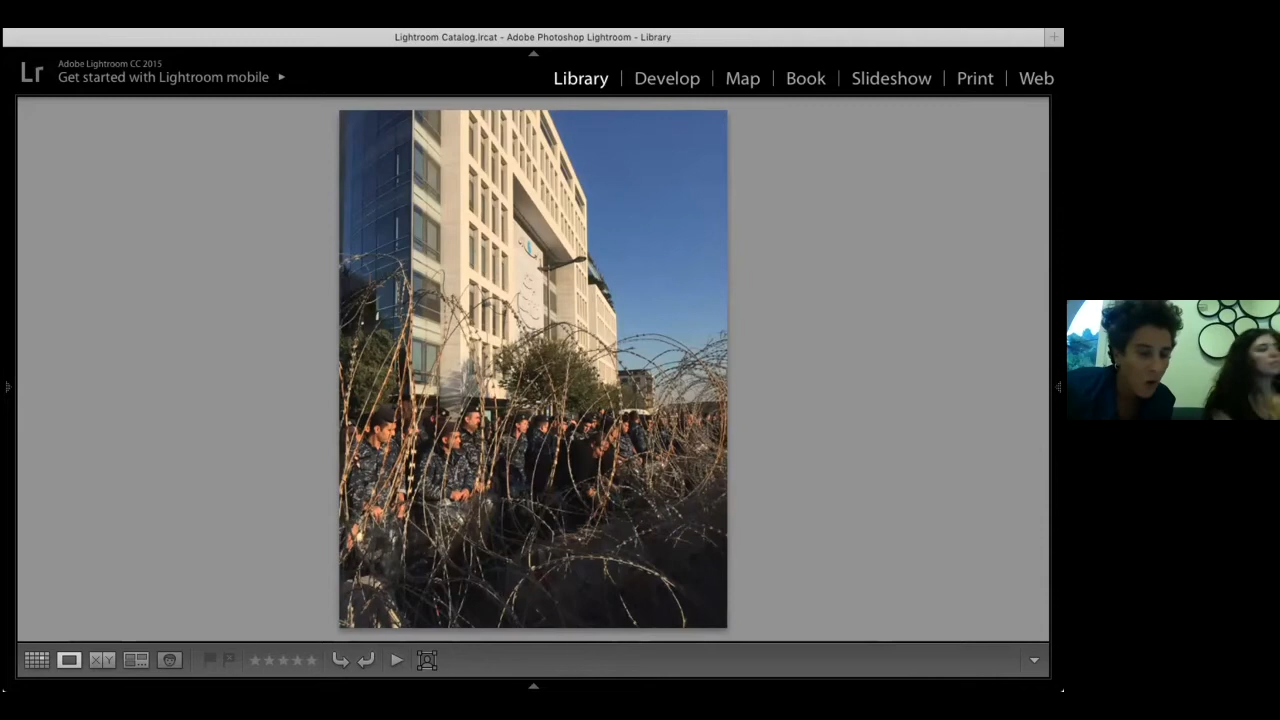 Lightroom Catalog.lrcat - Adobe Photoshop Lightroom - Library
Lr
Adobe Lightroom CC 2015
Get started with Lightroom mobile
Library | Develop | Map | Book | Slideshow | Print | Web
XY